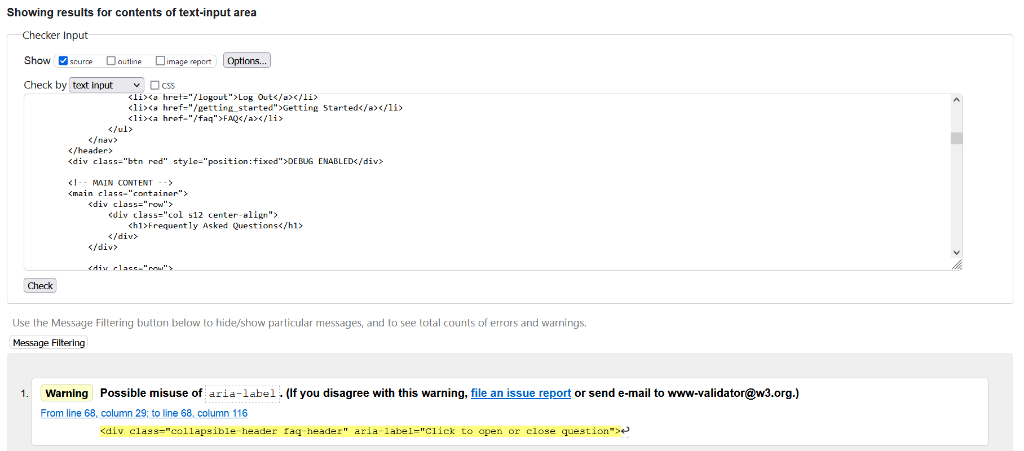 Showing results for contents of text-input area
Checker Input
Show source outline image report Options...
Check by text input CSS
<li><a href="/logout">Log Out</a></li>
<li><a href="/getting_started">Getting Started</a></li>
<li><a href="/faq">FAQ</a></li>
</ul>
</nav>
</header>
<div class="btn red" style="position:fixed">DEBUG ENABLED</div>
<!-- MAIN CONTENT -->
<main class="container">
<div class="row">
<div class="col s12 center-align">
<h1>Frequently Asked Questions</h1>
</div>
</div>
<div class="row">
Check
Use the Message Filtering button below to hide/show particular messages, and to see total counts of errors and warnings.
Message Filtering
1. Warning Possible misuse of aria-label. (If you disagree with this warning, file an issue report or send e-mail to www-validator@w3.org.)
From line 68, column 29; to line 68, column 116
<div class="collapsible-header faq-header" aria-label="Click to open or close question">↩